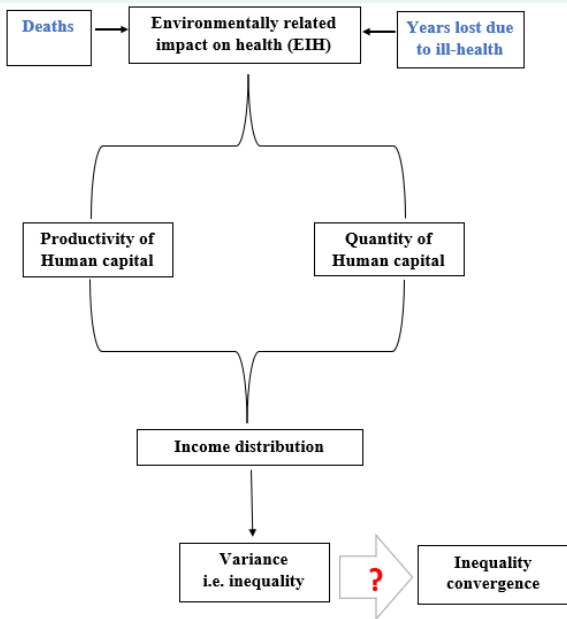 Deaths
Environmentally related
impact on health (EIH)
Years lost due
to ill-health
Productivity of
Human capital
Quantity of
Human capital
Income distribution
Variance
i.e. inequality
?
Inequality
convergence